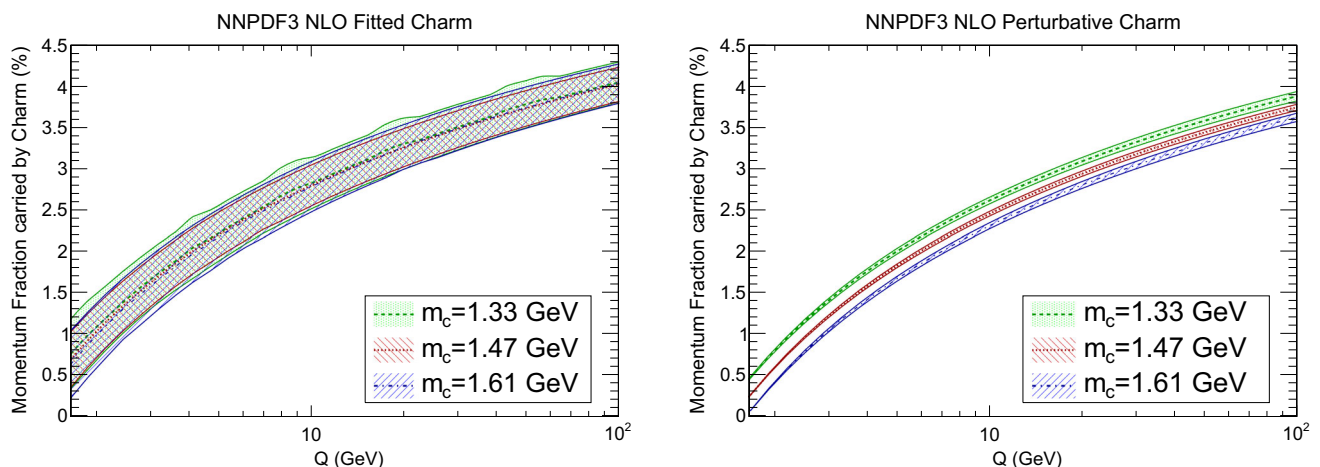 NNPDF3 NLO Fitted Charm
Momentum Fraction carried by Charm (%)
4.5
4
3.5
3
2.5
2
1.5
1
0.5
0
m_c=1.33 GeV
m_c=1.47 GeV
m_c=1.61 GeV
10
10^2
Q (GeV)
NNPDF3 NLO Perturbative Charm
Momentum Fraction carried by Charm (%)
4.5
4
3.5
3
2.5
2
1.5
1
0.5
0
m_c=1.33 GeV
m_c=1.47 GeV
m_c=1.61 GeV
10
10^2
Q (GeV)